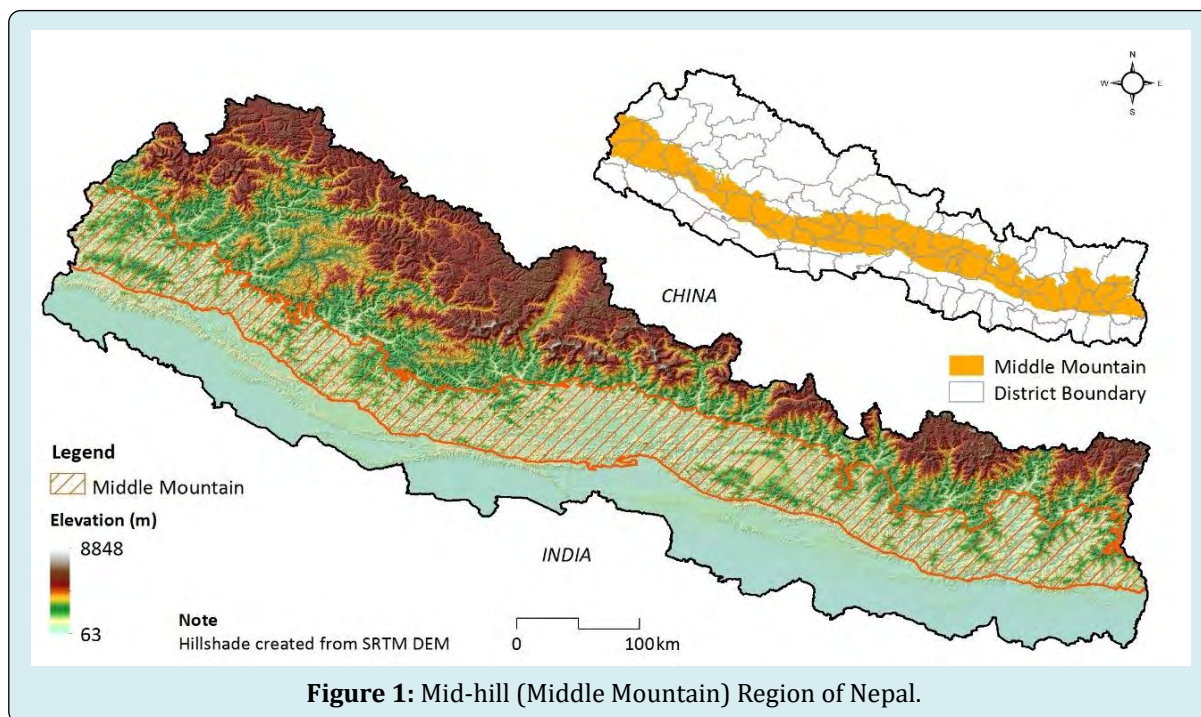 N
W E
S
CHINA
Middle Mountain
District Boundary
Legend
Middle Mountain
Elevation (m)
8848
63
INDIA
Note
Hillshade created from SRTM DEM
0 100km
Figure 1: Mid-hill (Middle Mountain) Region of Nepal.